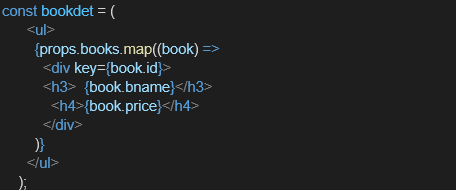 const bookdet = (
<ul>
{props.books.map((book) =>
<div key={book.id}>
<h3>  {book.bname}</h3>
<h4>{book.price}</h4>
</div>
)}
</ul>
);